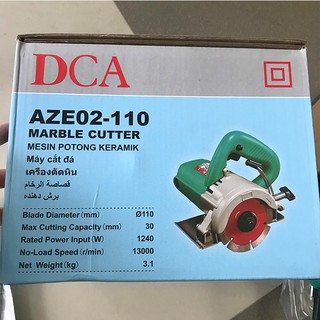 DCA
AZE02-110
MARBLE CUTTER
MESIN POTONG KERAMIK
Máy cắt đá
เครื่องตัดหิน
قصاصة الرخام
برش دهنده
Blade Diameter (mm) Ø110
Max Cutting Capacity (mm) 30
Rated Power Input (W) 1240
No-Load Speed (r/min) 13000
Net Weight (kg) 3.1